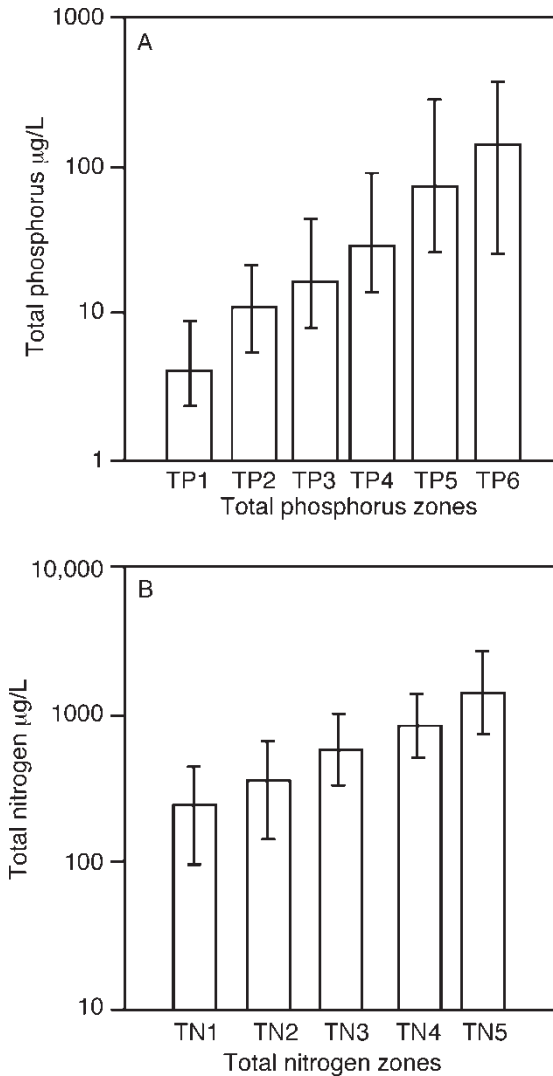 A
1000
100
10
1
Total phosphorus µg/L
TP1 TP2 TP3 TP4 TP5 TP6
Total phosphorus zones
B
10,000
1000
100
10
Total nitrogen µg/L
TN1 TN2 TN3 TN4 TN5
Total nitrogen zones